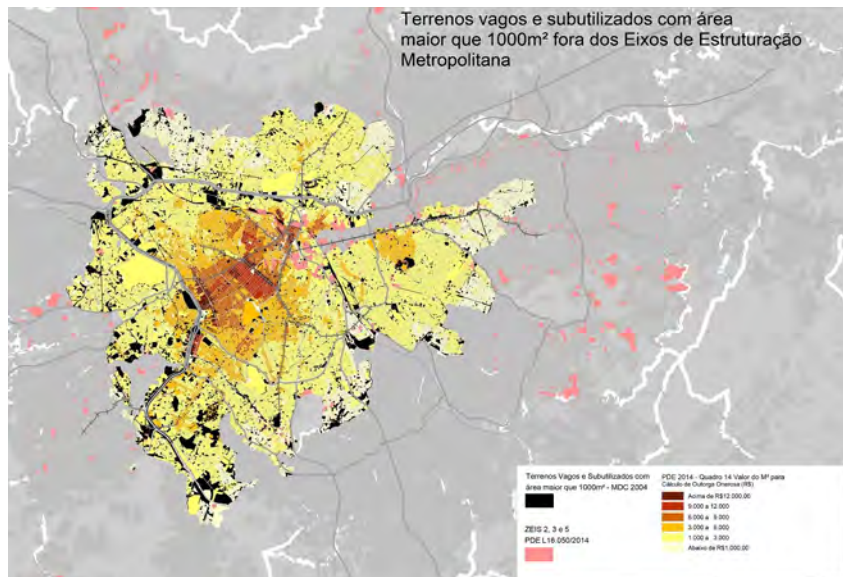 Terrenos vagos e subutilizados com área
maior que 1000m² fora dos Eixos de Estruturação
Metropolitana
Terrenos Vagos e Subutilizados com
área maior que 1000m² - MDC 2004
ZEIS 2, 3 e 5
PDE L16.050/2014
PDE 2014 - Quadro 14 Valor do M² para
Cálculo de Outorga Onerosa (R$)
Acima de R$12.000,00
9.000 a 12.000
6.000 a 9.000
3.000 a 6.000
1.000 a 3.000
Abaixo de R$1.000,00